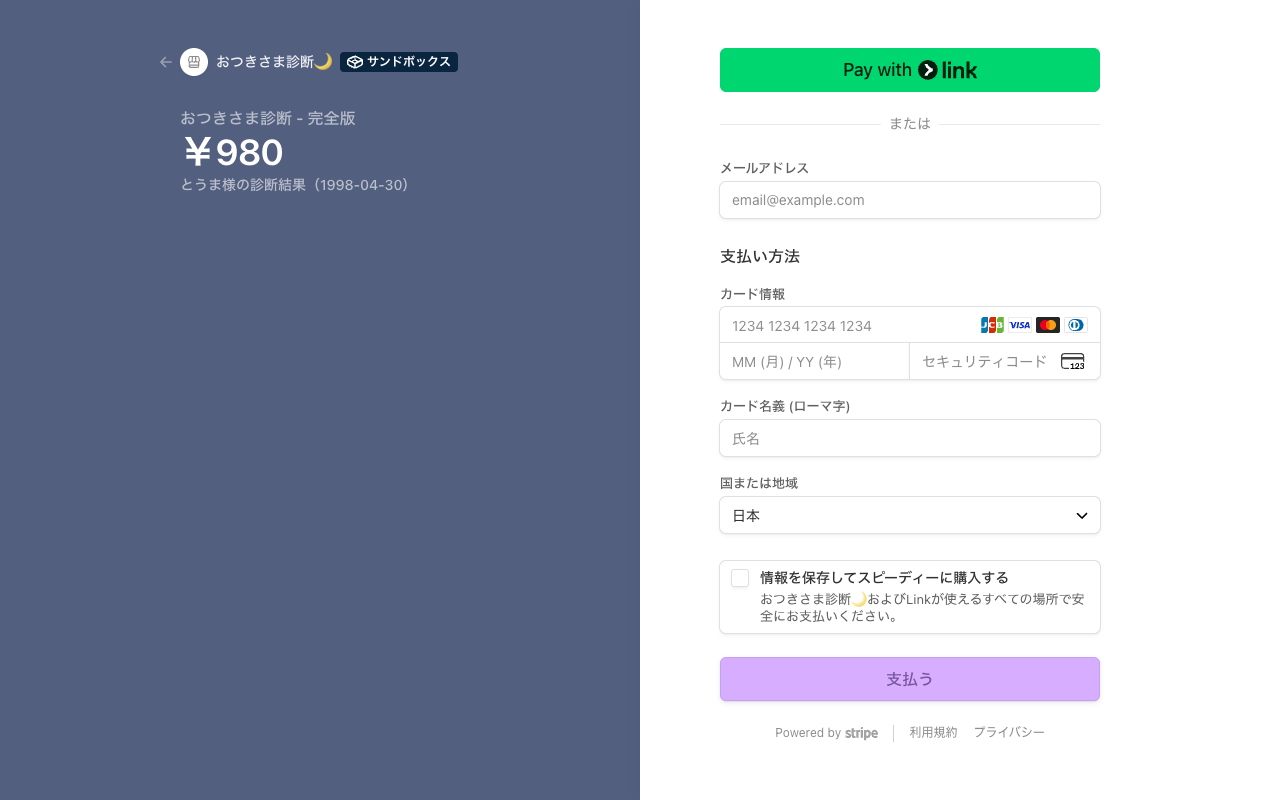 おつきさま診断🌙 サンドボックス
おつきさま診断 - 完全版
￥980
とうま様の診断結果（1998-04-30）
Pay with link
または
メールアドレス
email@example.com
支払い方法
カード情報
1234 1234 1234 1234 JCB VISA
MM (月) / YY (年) セキュリティコード 123
カード名義 (ローマ字)
氏名
国または地域
日本
情報を保存してスピーディーに購入する
おつきさま診断🌙およびLinkが使えるすべての場所で安
全にお支払いください。
支払う
Powered by stripe 利用規約 プライバシー